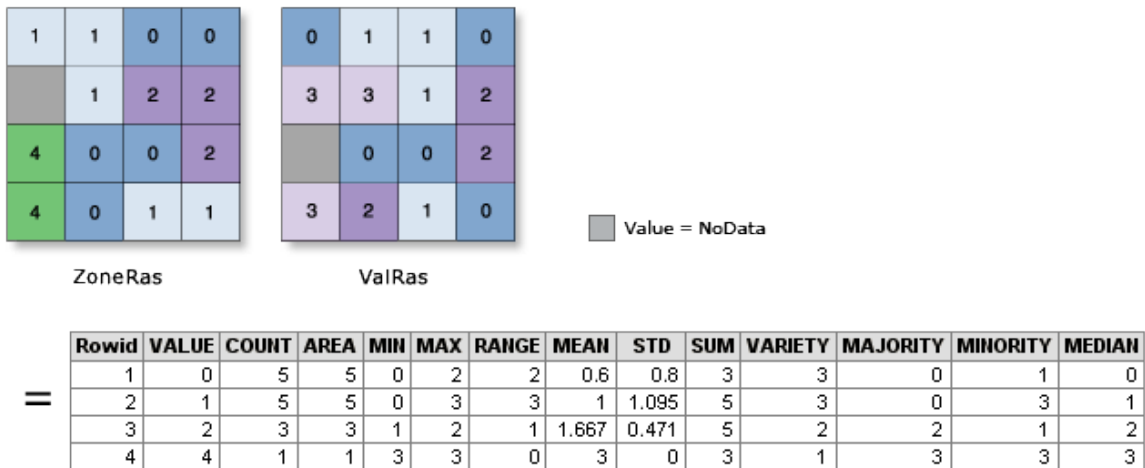 1 1 0 0 0 1 1 0
1 2 2 3 3 1 2
4 0 0 2 0 0 2
4 0 1 1 3 2 1 0
Value = NoData
ZoneRas ValRas
Rowid VALUE COUNT AREA MIN MAX RANGE MEAN STD SUM VARIETY MAJORITY MINORITY MEDIAN
1 0 5 5 0 2 2 0.6 0.8 3 3 0 1 0
= 2 1 5 5 0 3 3 1 1.095 5 3 0 3 1
3 2 3 3 1 2 1 1.667 0.471 5 2 2 1 2
4 4 1 1 3 3 0 3 0 3 1 3 3 3